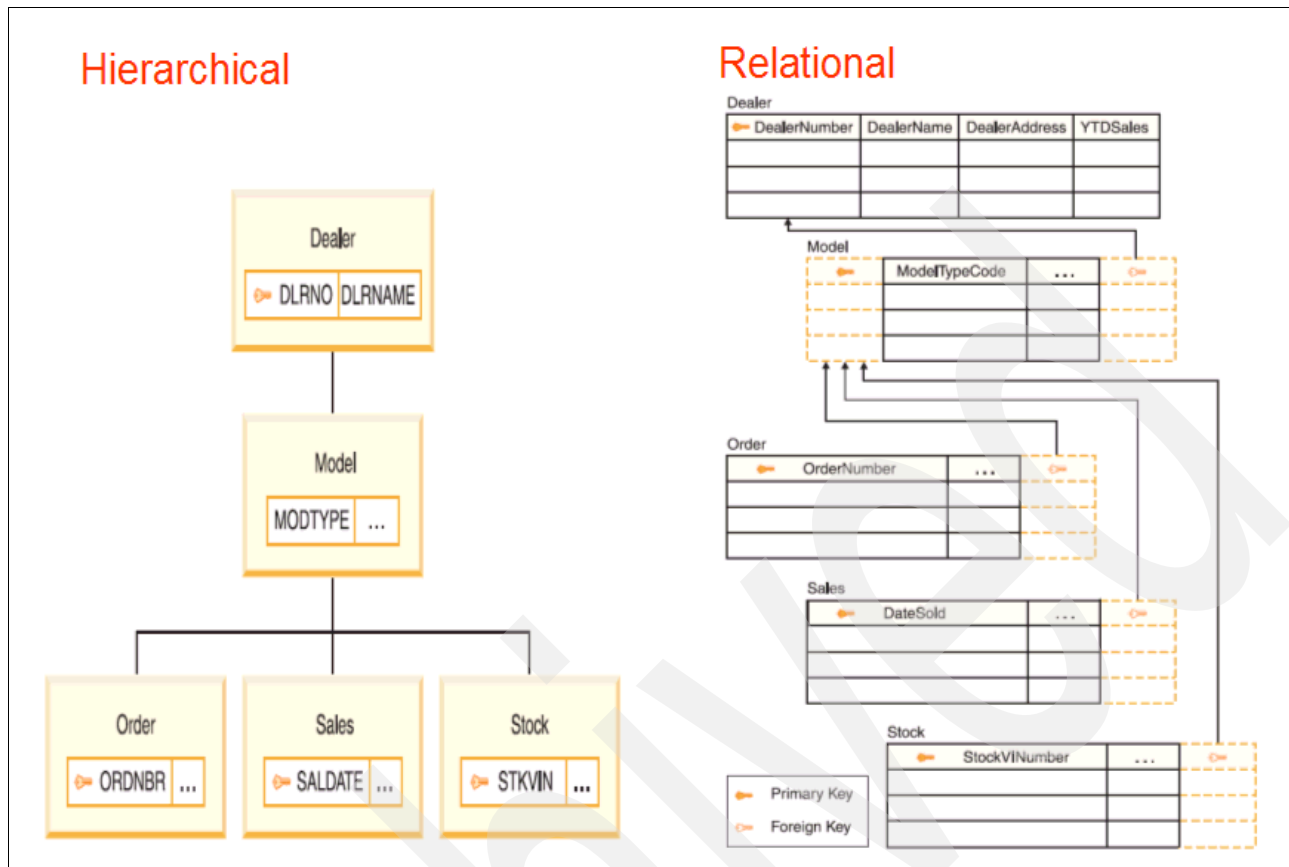 Hierarchical
Dealer
DLRNO DLRNAME
Model
MODTYPE ...
Order
ORDNBR ...
Sales
SALDATE ...
Stock
STKVIN ...
Relational
Dealer
DealerNumber DealerName DealerAddress YTDSales
Model
ModelTypeCode ...
Order
OrderNumber ...
Sales
DateSold ...
Stock
StockVINumber ...
Primary Key
Foreign Key